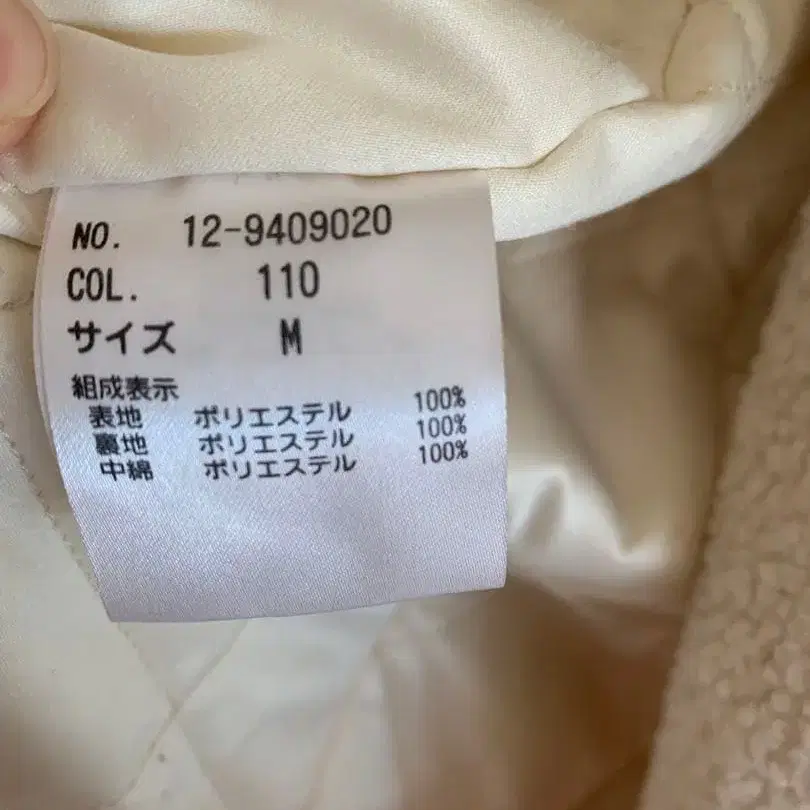 NO. 12-9409020
COL. 110
サイズ M
組成表示
表地 ポリエステル 100%
裏地 ポリエステル 100%
中綿 ポリエステル 100%